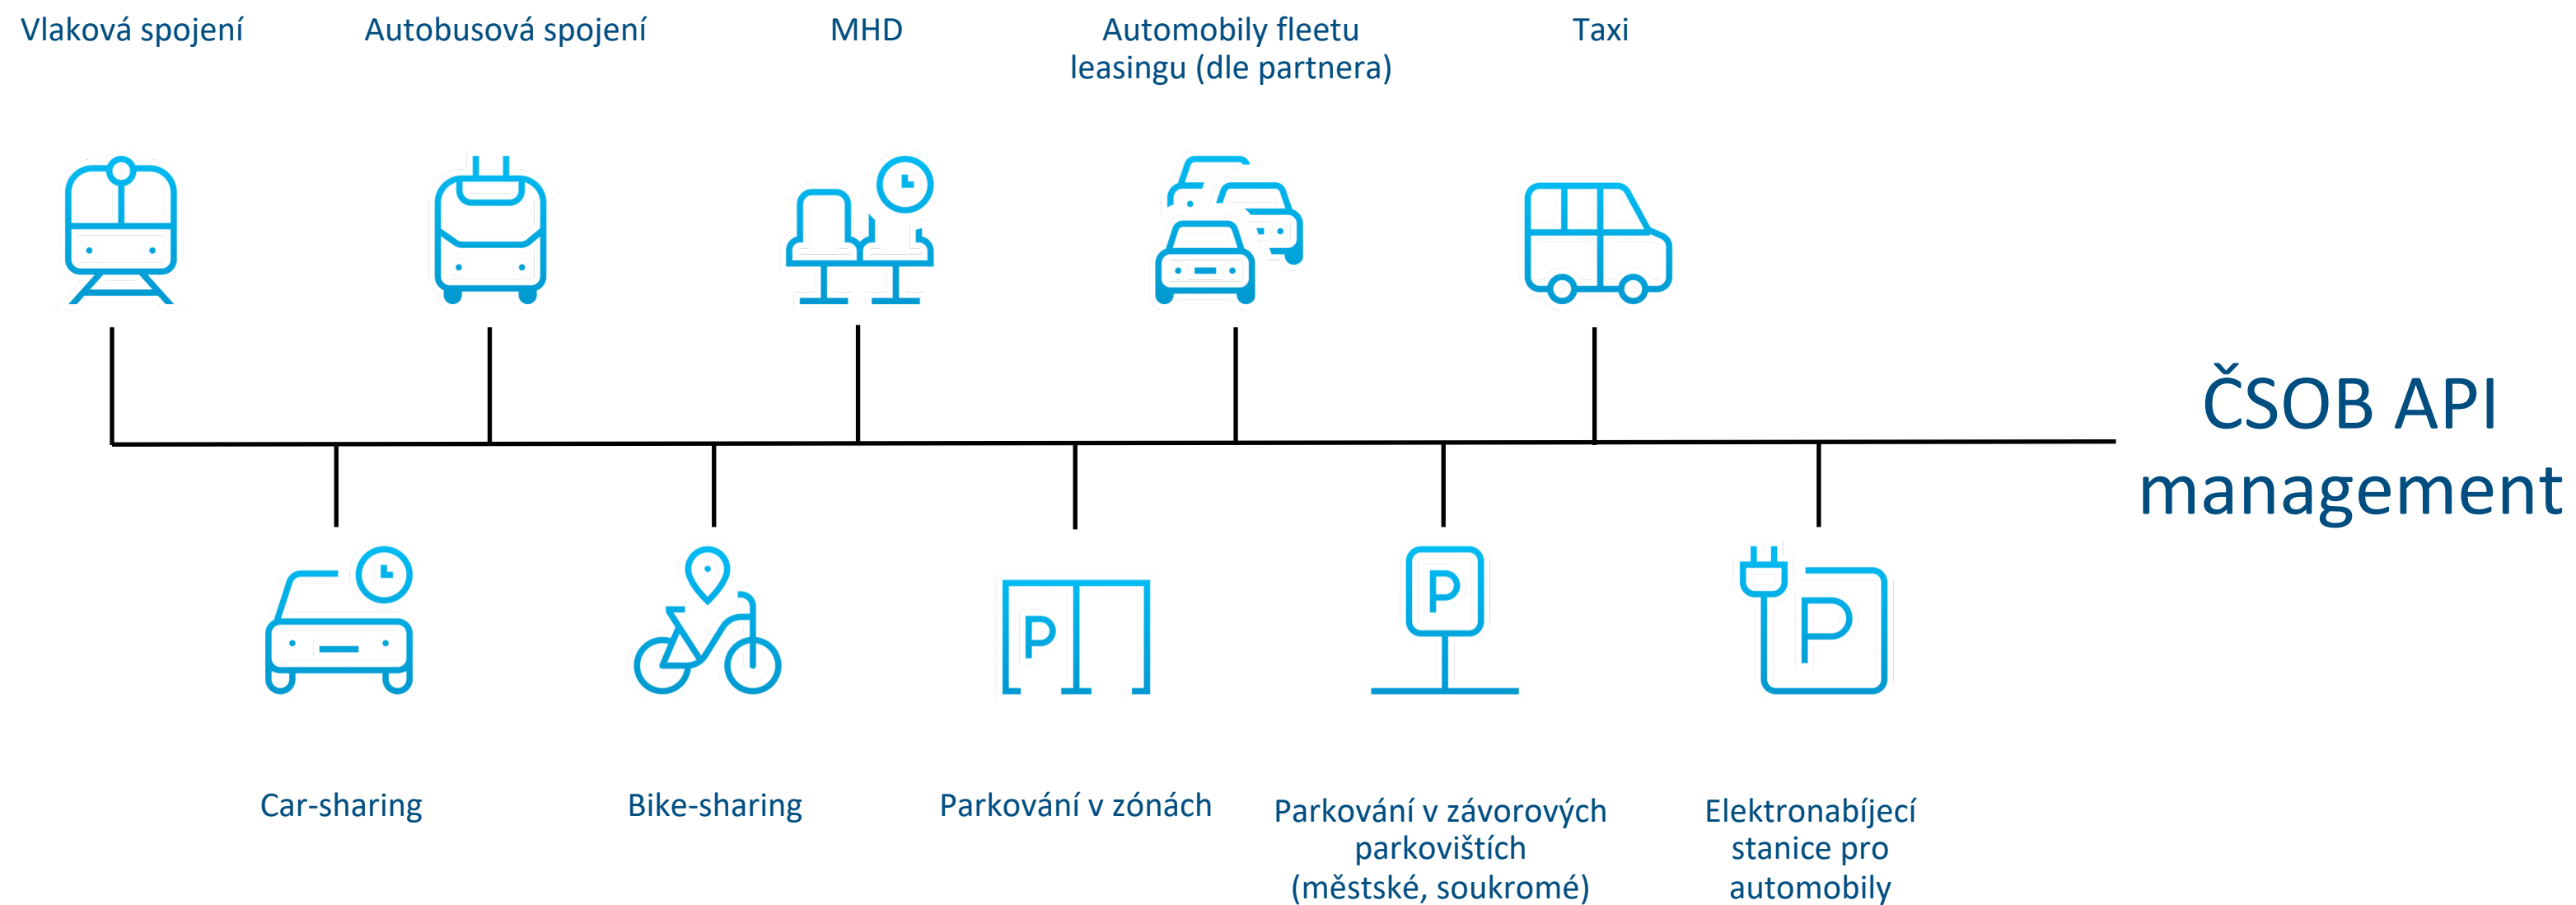 Vlaková spojení
Autobusová spojení
MHD
Automobily fleetu
leasingu (dle partnera)
Taxi
ČSOB API
management
P
P
P
Car-sharing
Bike-sharing
Parkování v zónách
Parkování v závorových
parkovištích
(městské, soukromé)
Elektronabíjecí
stanice pro
automobily